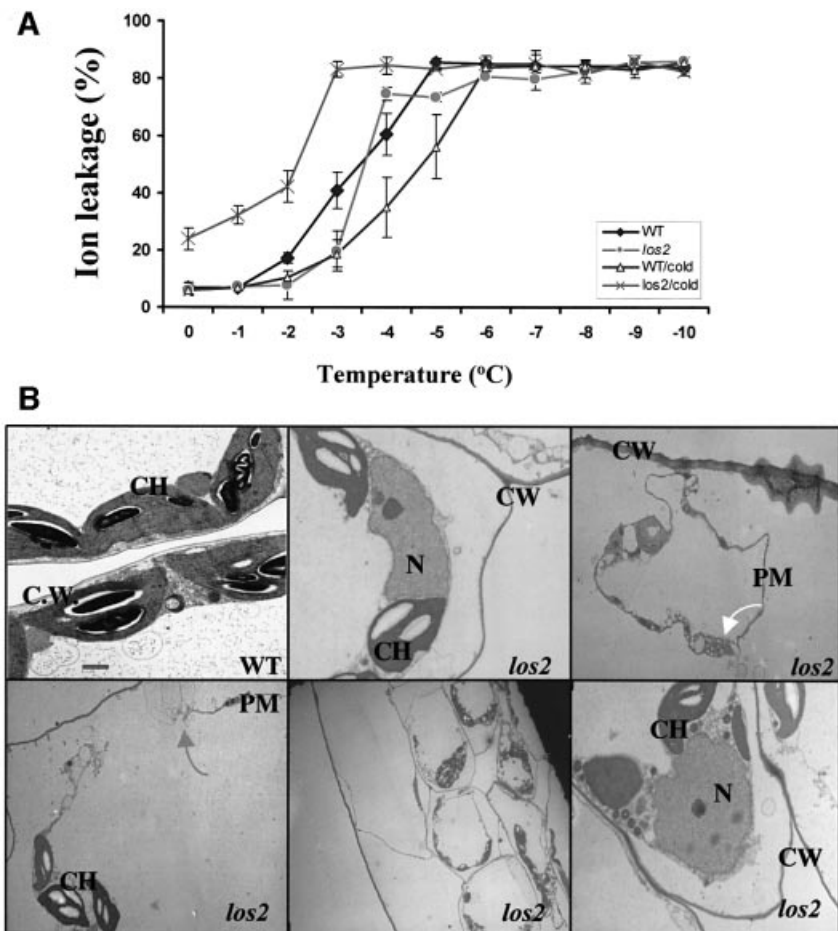 A
Ion leakage (%)
100
80
60
40
20
0
0 -1 -2 -3 -4 -5 -6 -7 -8 -9 -10
Temperature (°C)
WT
los2
WT/cold
los2/cold
B
CH
C.W.
WT
CW
N
CH
los2
CW
PM
los2
PM
CH
los2
los2
CH
N
CW
los2